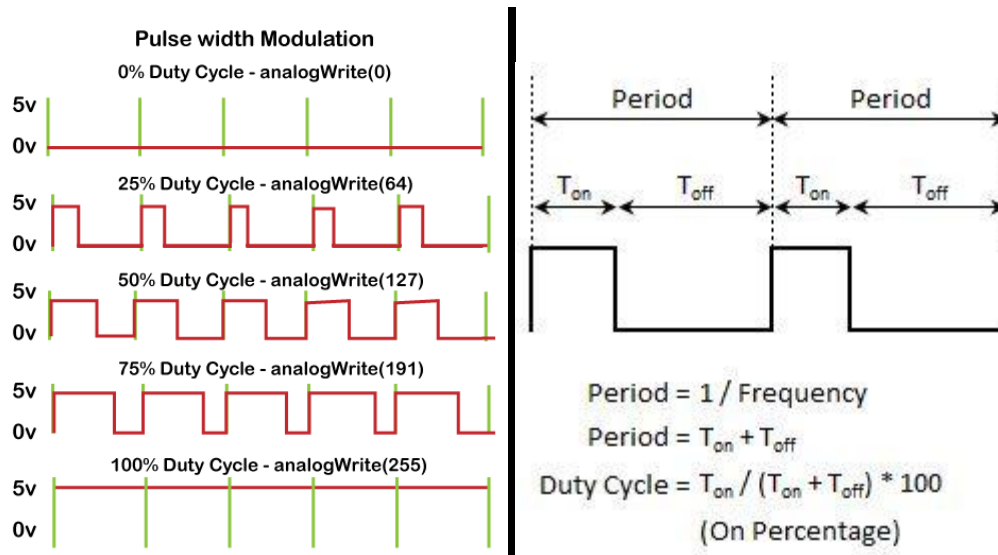 Pulse width Modulation
0% Duty Cycle - analogWrite(0)
5v
0v
25% Duty Cycle - analogWrite(64)
5v
0v
50% Duty Cycle - analogWrite(127)
5v
0v
75% Duty Cycle - analogWrite(191)
5v
0v
100% Duty Cycle - analogWrite(255)
5v
0v
Period Period
Ton Toff Ton Toff
Period = 1 / Frequency
Period = Ton + Toff
Duty Cycle = Ton / (Ton + Toff) * 100
(On Percentage)